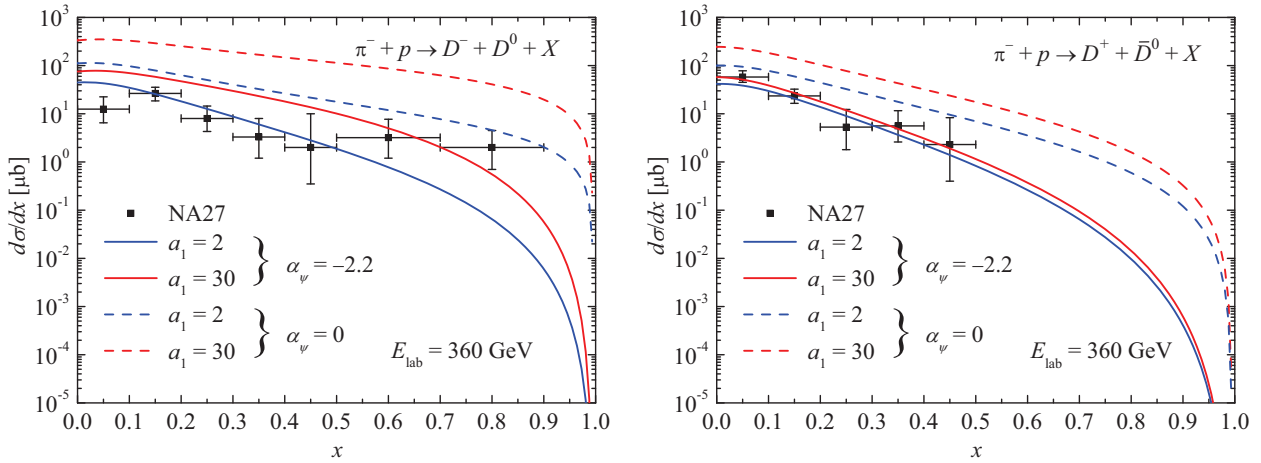 π⁻ + p → D⁻ + D⁰ + X
dσ/dx [μb]
10³
10²
10¹
10⁰
10⁻¹
10⁻²
10⁻³
10⁻⁴
10⁻⁵
NA27
a₁ = 2
a₁ = 30
} α_ψ = −2.2
a₁ = 2
a₁ = 30
} α_ψ = 0
E_lab = 360 GeV
0.0 0.1 0.2 0.3 0.4 0.5 0.6 0.7 0.8 0.9 1.0
x
π⁻ + p → D⁺ + D̄⁰ + X
dσ/dx [μb]
10³
10²
10¹
10⁰
10⁻¹
10⁻²
10⁻³
10⁻⁴
10⁻⁵
NA27
a₁ = 2
a₁ = 30
} α_ψ = −2.2
a₁ = 2
a₁ = 30
} α_ψ = 0
E_lab = 360 GeV
0.0 0.1 0.2 0.3 0.4 0.5 0.6 0.7 0.8 0.9 1.0
x